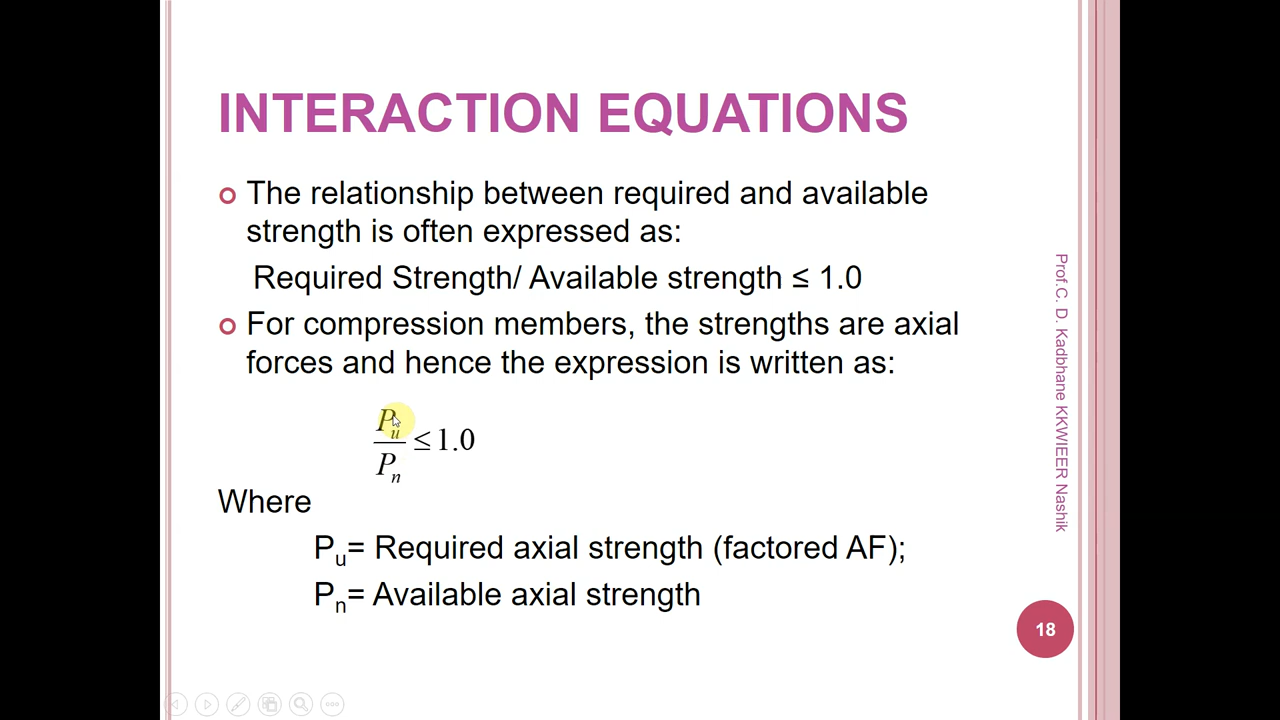 INTERACTION EQUATIONS
The relationship between required and available
strength is often expressed as:
Required Strength/ Available strength ≤ 1.0
For compression members, the strengths are axial
forces and hence the expression is written as:
Pu
Pn
≤ 1.0
Where
Pu= Required axial strength (factored AF);
Pn= Available axial strength
Prof.C. D. Kadbhane KKWIEER Nashik
18